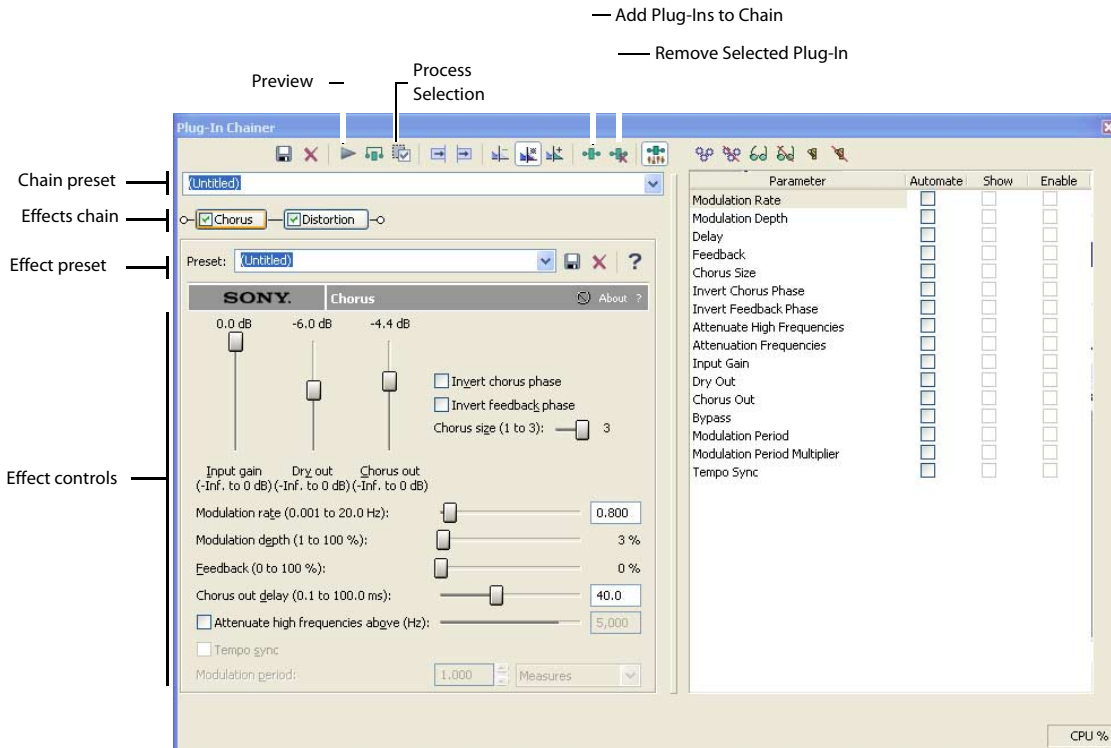 Add Plug-Ins to Chain
Remove Selected Plug-In
Preview
Process
Selection
Plug-In Chainer
Chain preset
(Untitled)
Effects chain
Chorus
Distortion
Effect preset
Preset:
(Untitled)
?
SONY.
Chorus
About ?
0.0 dB
-6.0 dB
-4.4 dB
Invert chorus phase
Invert feedback phase
Chorus size (1 to 3):
3
Effect controls
Input gain
Dry out
Chorus out
(-Inf. to 0 dB)
(-Inf. to 0 dB)
(-Inf. to 0 dB)
Modulation rate (0.001 to 20.0 Hz):
0.800
Modulation depth (1 to 100 %):
3 %
Feedback (0 to 100 %):
0 %
Chorus out delay (0.1 to 100.0 ms):
40.0
Attenuate high frequencies above (Hz):
5,000
Tempo sync
Modulation period:
1.000
Measures
Parameter
Automate
Show
Enable
Modulation Rate
Modulation Depth
Delay
Feedback
Chorus Size
Invert Chorus Phase
Invert Feedback Phase
Attenuate High Frequencies
Attenuation Frequencies
Input Gain
Dry Out
Chorus Out
Bypass
Modulation Period
Modulation Period Multiplier
Tempo Sync
CPU %